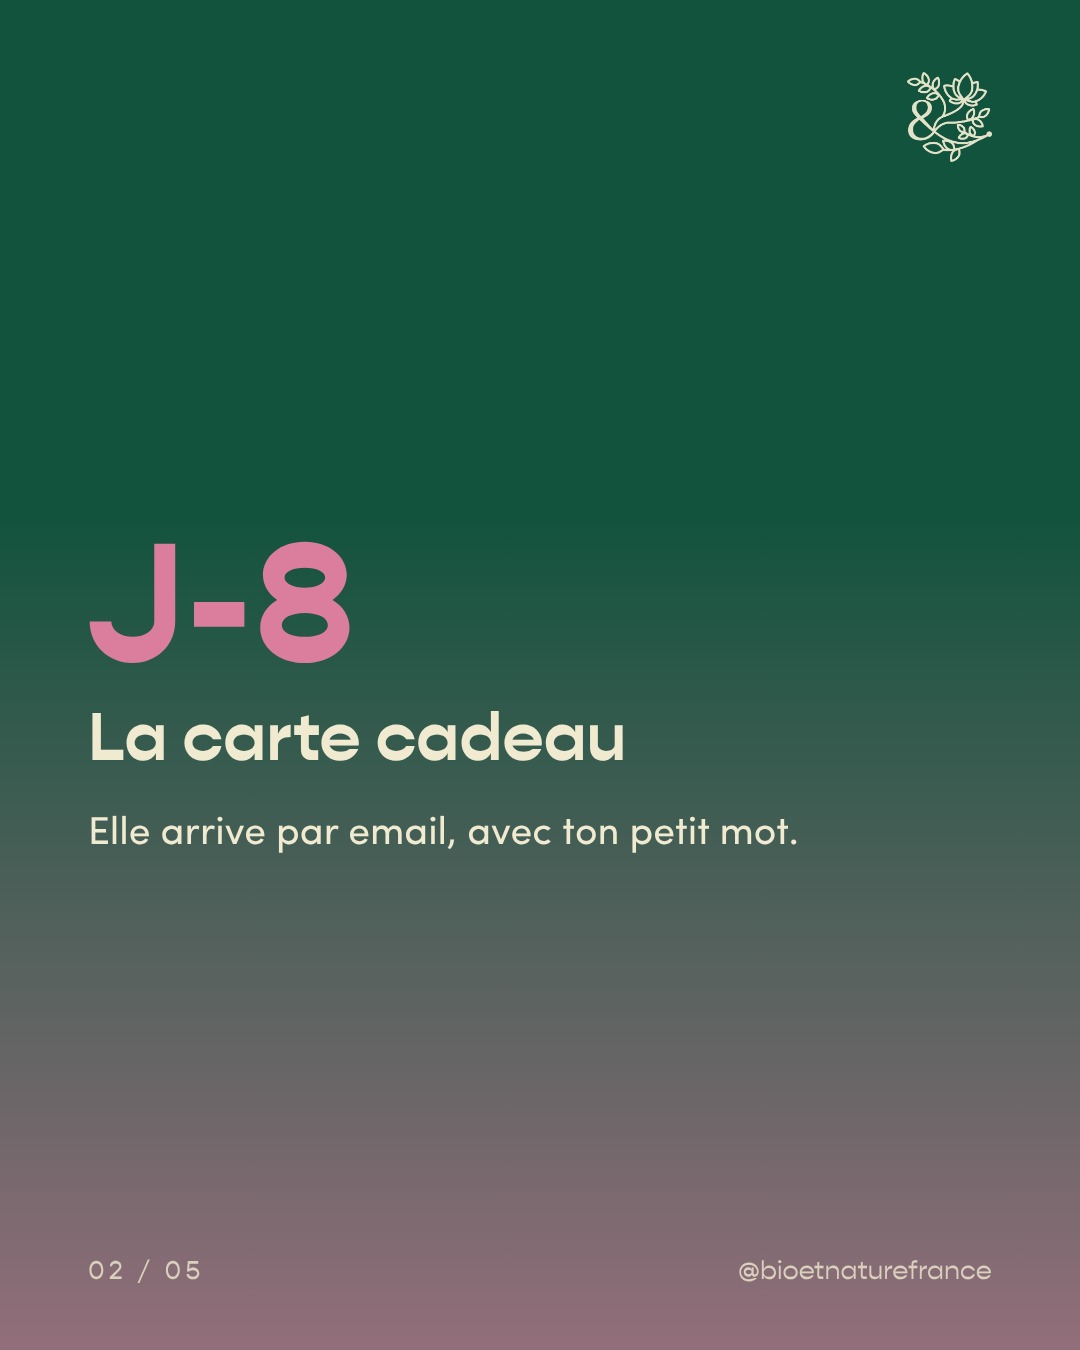 &
J-8
La carte cadeau
Elle arrive par email, avec ton petit mot.
02 / 05
@bioetnaturefrance